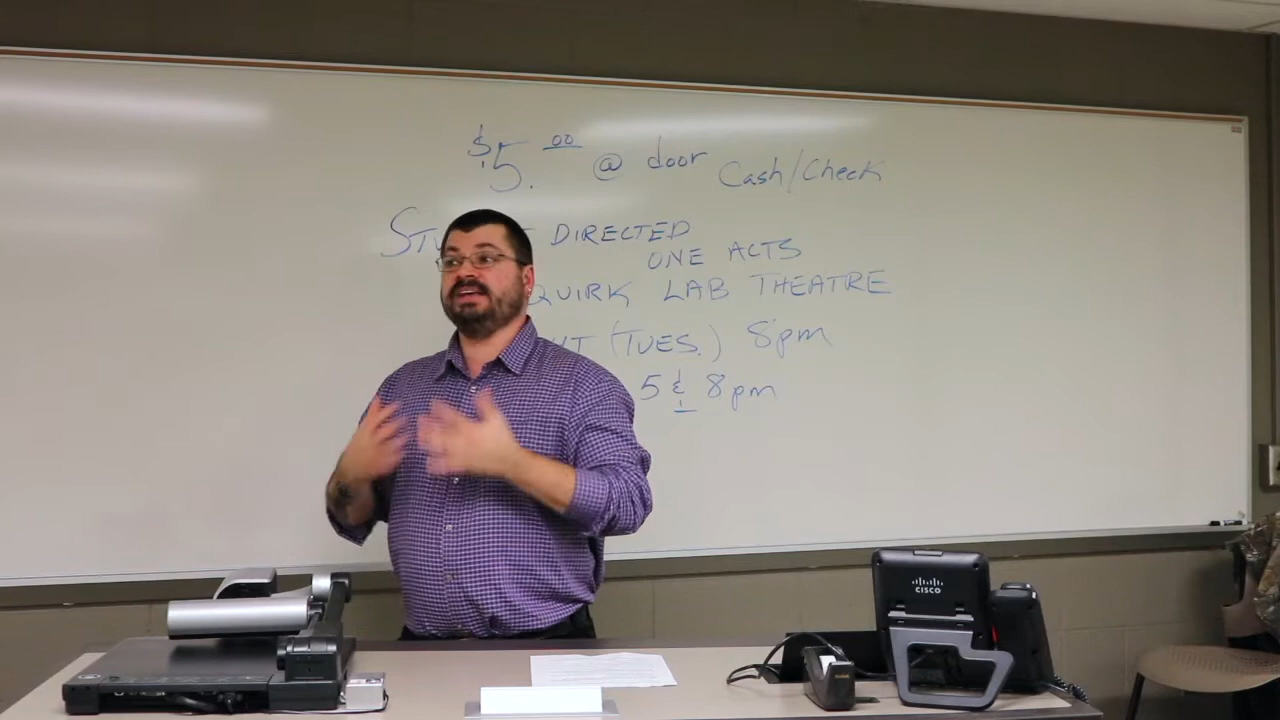 $5.00 @ door Cash/Check
DIRECTED
ONE ACTS
QUIRK LAB THEATRE
(TUES.) 8pm
5 & 8pm
CISCO